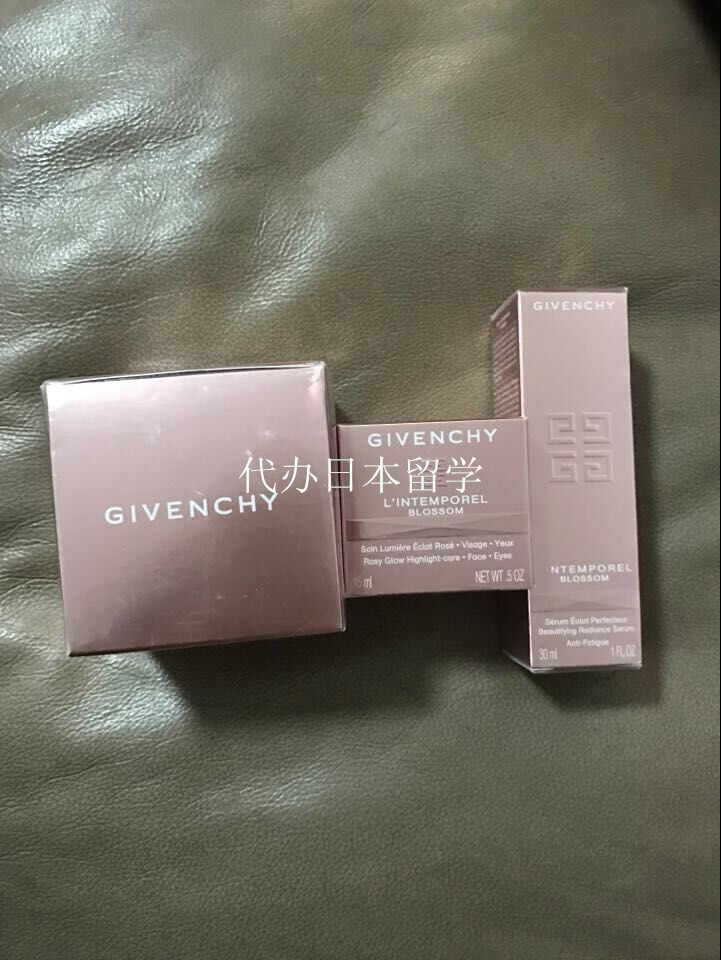 GIVENCHY
GIVENCHY
L'INTEMPOREL
BLOSSOM
Soin Lumière Éclat Rosé • Visage • Yeux
Rosy Glow Highlight-care • Face • Eyes
15 ml NET WT .5 OZ
GIVENCHY
NTEMPOREL
BLOSSOM
Sérum Éclat Perfecteur
Beautifying Radiance Serum
Anti-Fatigue
30 ml 1 FL.OZ
代办日本留学